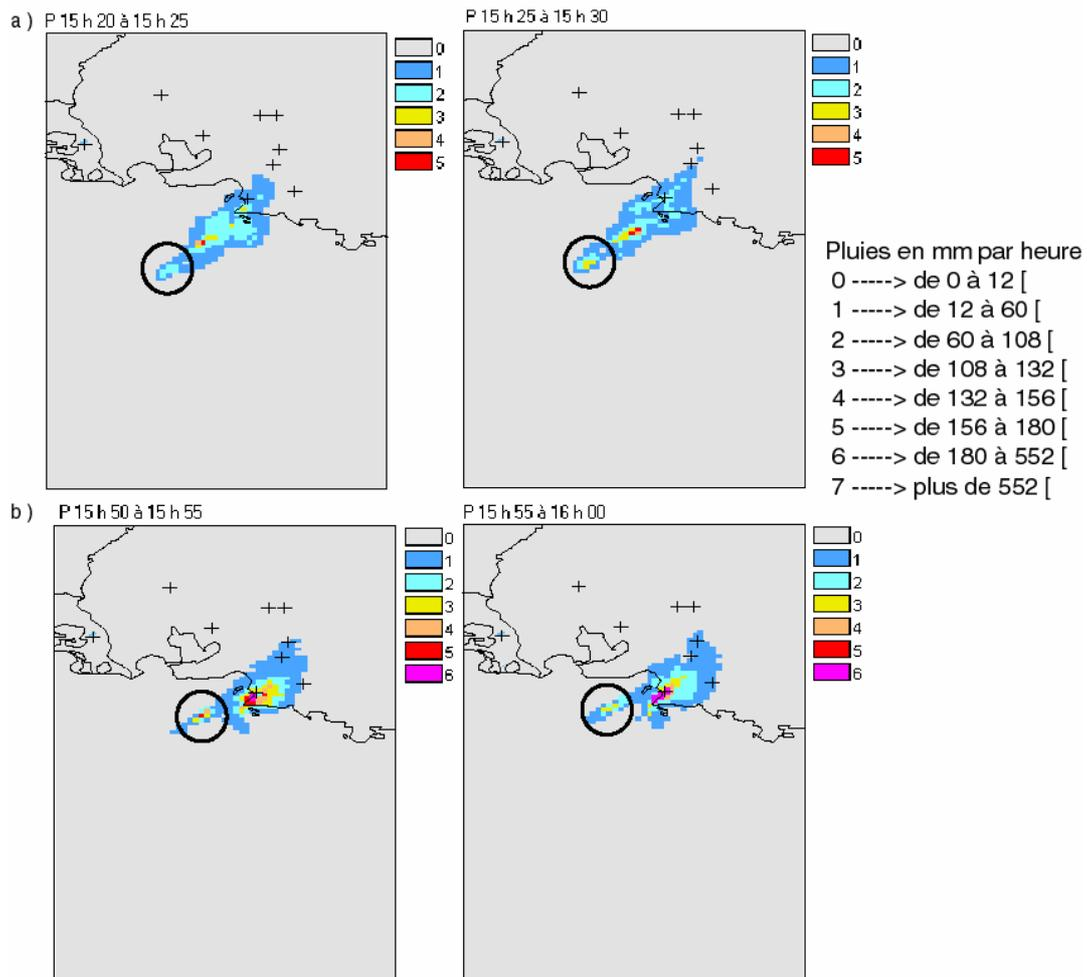 a) P 15 h 20 à 15 h 25
0
1
2
3
4
5
P 15 h 25 à 15 h 30
0
1
2
3
4
5
Pluies en mm par heure
0 -----> de 0 à 12 [
1 -----> de 12 à 60 [
2 -----> de 60 à 108 [
3 -----> de 108 à 132 [
4 -----> de 132 à 156 [
5 -----> de 156 à 180 [
6 -----> de 180 à 552 [
7 -----> plus de 552 [
b) P 15 h 50 à 15 h 55
0
1
2
3
4
5
6
P 15 h 55 à 16 h 00
0
1
2
3
4
5
6